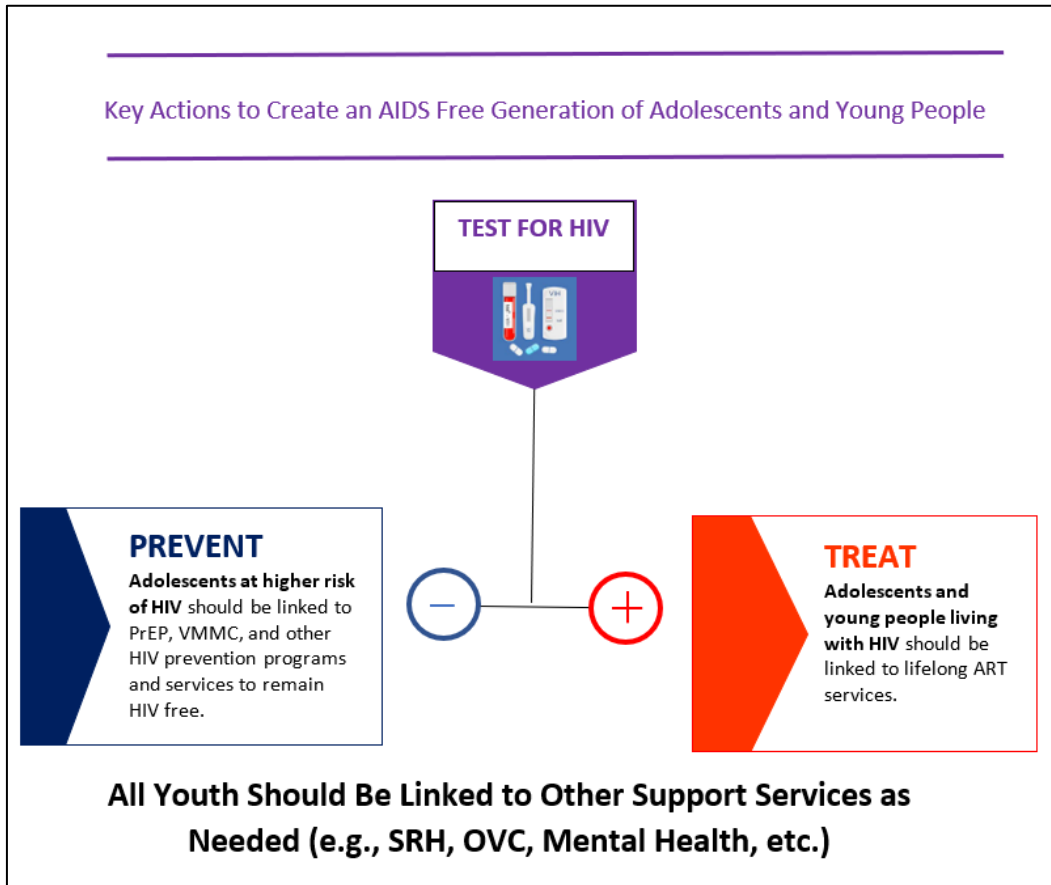 Key Actions to Create an AIDS Free Generation of Adolescents and Young People
TEST FOR HIV
PREVENT
Adolescents at higher risk
of HIV should be linked to
PrEP, VMMC, and other
HIV prevention programs
and services to remain
HIV free.
TREAT
Adolescents and
young people living
with HIV should be
linked to lifelong ART
services.
All Youth Should Be Linked to Other Support Services as
Needed (e.g., SRH, OVC, Mental Health, etc.)